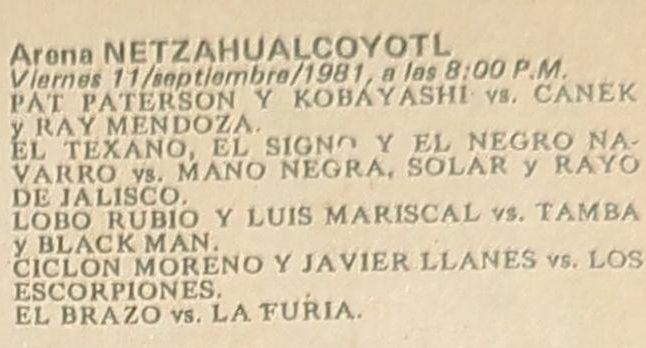 Arena NETZAHUALCOYOTL
Viernes 11/septiembre/1981, a las 8:00 P.M.
PAT PATERSON Y KOBAYASHI vs. CANEK
y RAY MENDOZA.
EL TEXANO, EL SIGNO Y EL NEGRO NA-
VARRO vs. MANO NEGRA, SOLAR y RAYO
DE JALISCO.
LOBO RUBIO Y LUIS MARISCAL vs. TAMBA
y BLACK MAN.
CICLON MORENO Y JAVIER LLANES vs. LOS
ESCORPIONES.
EL BRAZO vs. LA FURIA.